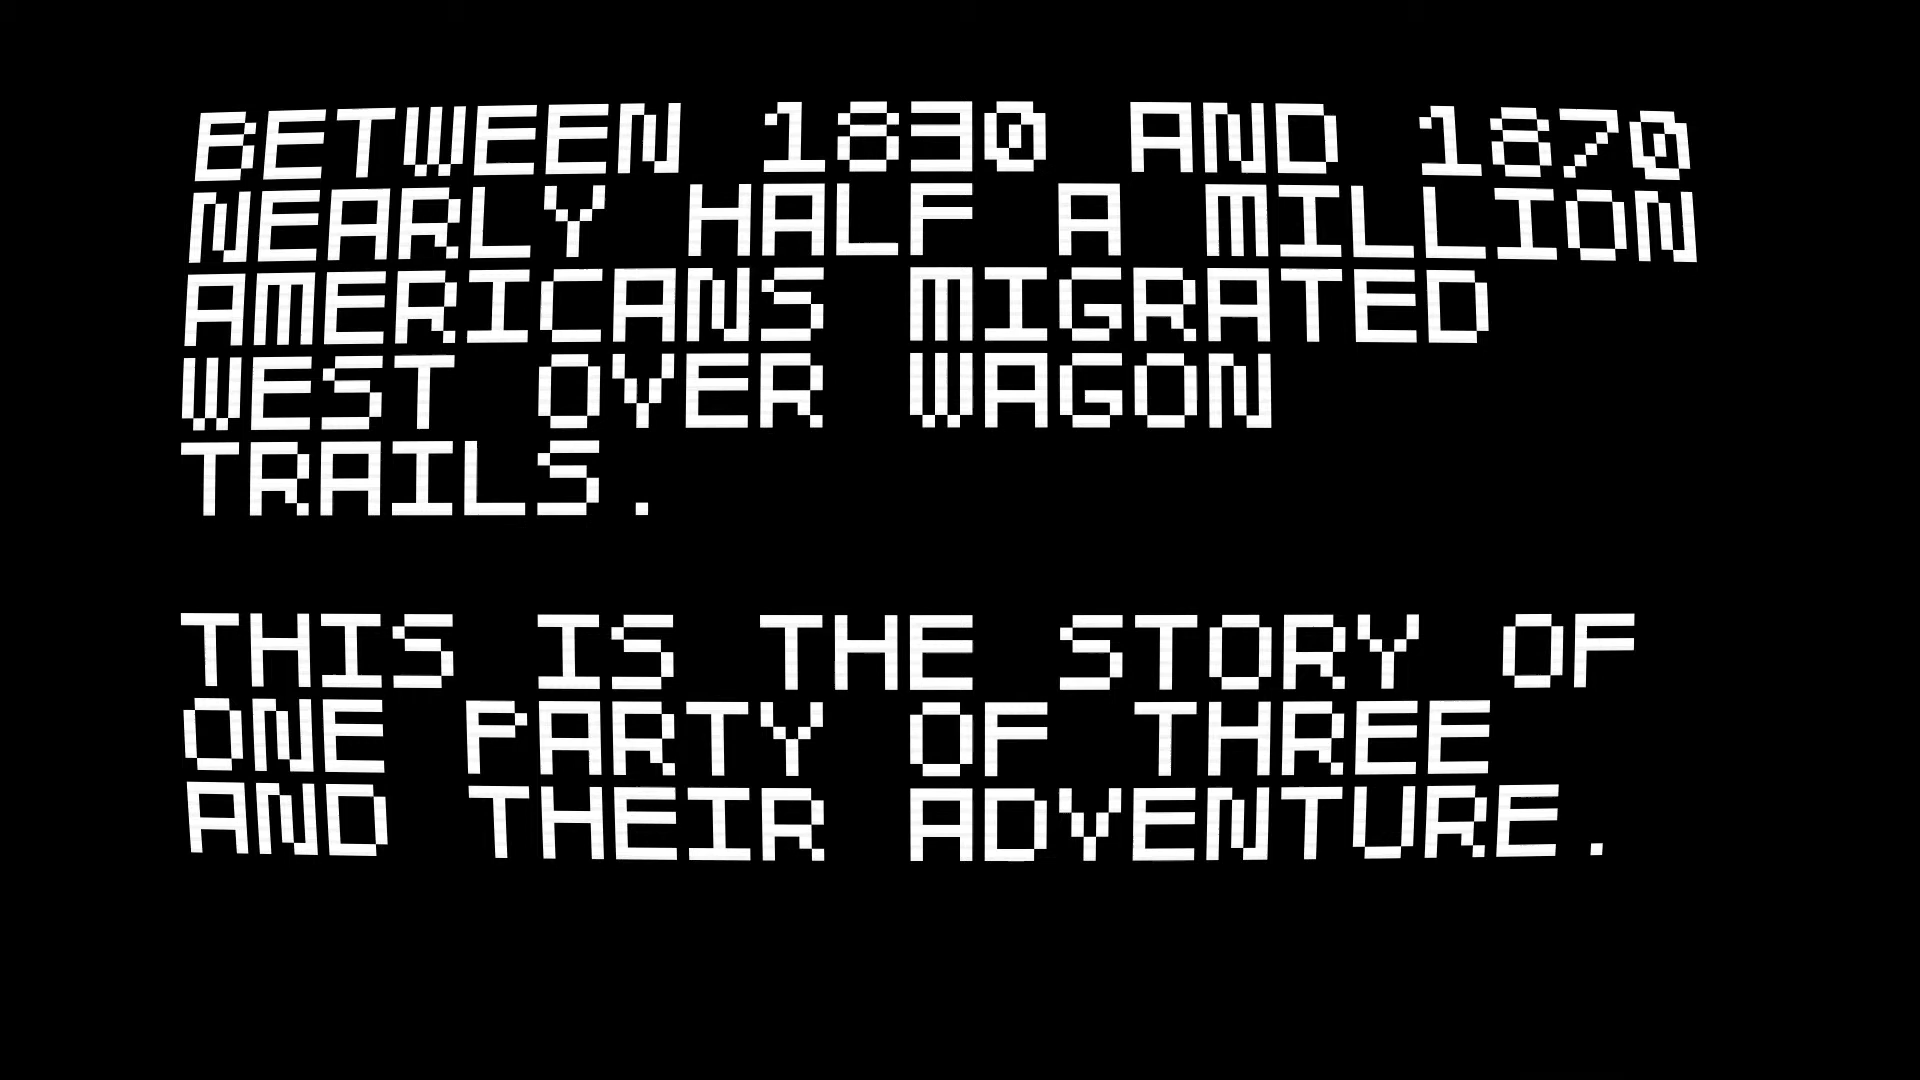 BETWEEN 1830 AND 1870
NEARLY HALF A MILLION
AMERICANS MIGRATED
WEST OVER WAGON
TRAILS.
THIS IS THE STORY OF
ONE PARTY OF THREE
AND THEIR ADVENTURE.